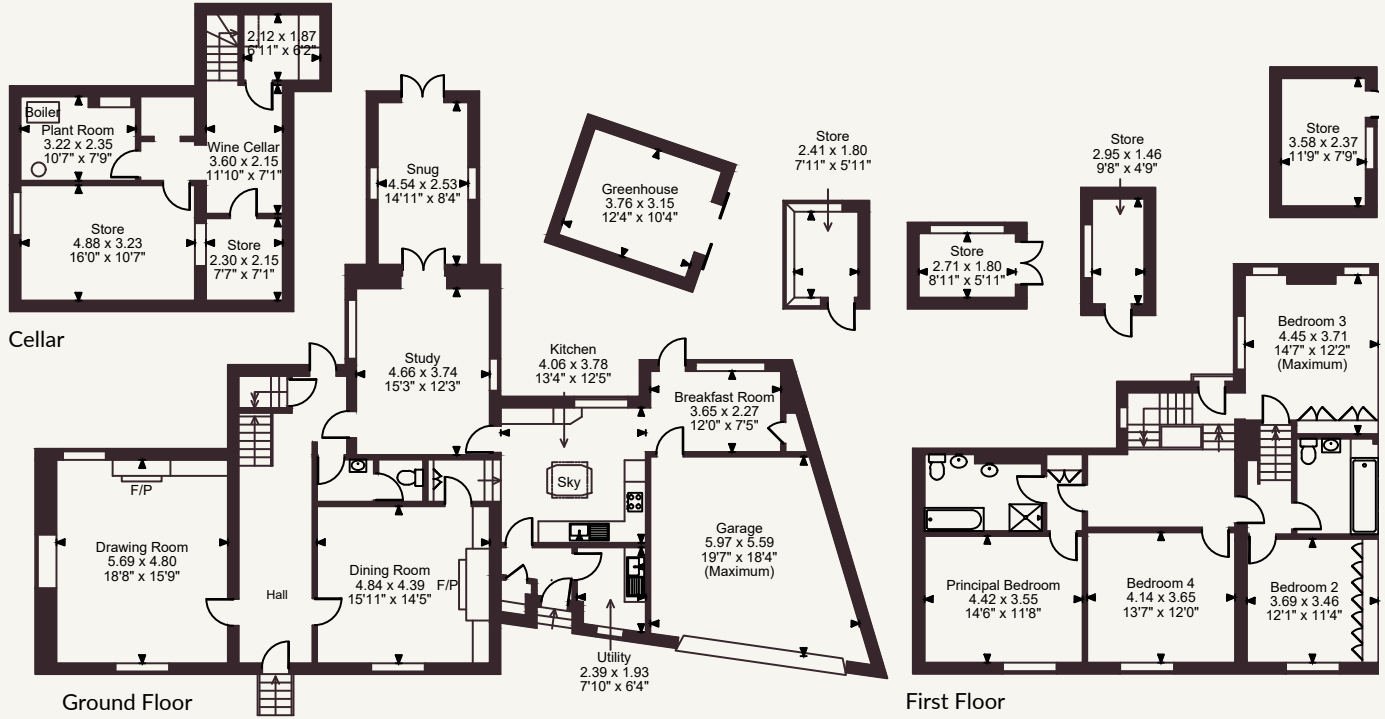 2.12 x 1.87
6'11" x 6'2"
Boiler
Plant Room
3.22 x 2.35
10'7" x 7'9"
Wine Cellar
3.60 x 2.15
11'10" x 7'1"
Store
4.88 x 3.23
16'0" x 10'7"
Store
2.30 x 2.15
7'7" x 7'1"
Cellar
Snug
4.54 x 2.53
14'11" x 8'4"
Study
4.66 x 3.74
15'3" x 12'3"
Kitchen
4.06 x 3.78
13'4" x 12'5"
Breakfast Room
3.65 x 2.27
12'0" x 7'5"
Sky
F/P
Drawing Room
5.69 x 4.80
18'8" x 15'9"
Hall
Dining Room
4.84 x 4.39
15'11" x 14'5"
F/P
Garage
5.97 x 5.59
19'7" x 18'4"
(Maximum)
Utility
2.39 x 1.93
7'10" x 6'4"
Ground Floor
Greenhouse
3.76 x 3.15
12'4" x 10'4"
Store
2.41 x 1.80
7'11" x 5'11"
Store
2.71 x 1.80
8'11" x 5'11"
Store
2.95 x 1.46
9'8" x 4'9"
Store
3.58 x 2.37
11'9" x 7'9"
Bedroom 3
4.45 x 3.71
14'7" x 12'2"
(Maximum)
Principal Bedroom
4.42 x 3.55
14'6" x 11'8"
Bedroom 4
4.14 x 3.65
13'7" x 12'0"
Bedroom 2
3.69 x 3.46
12'1" x 11'4"
First Floor